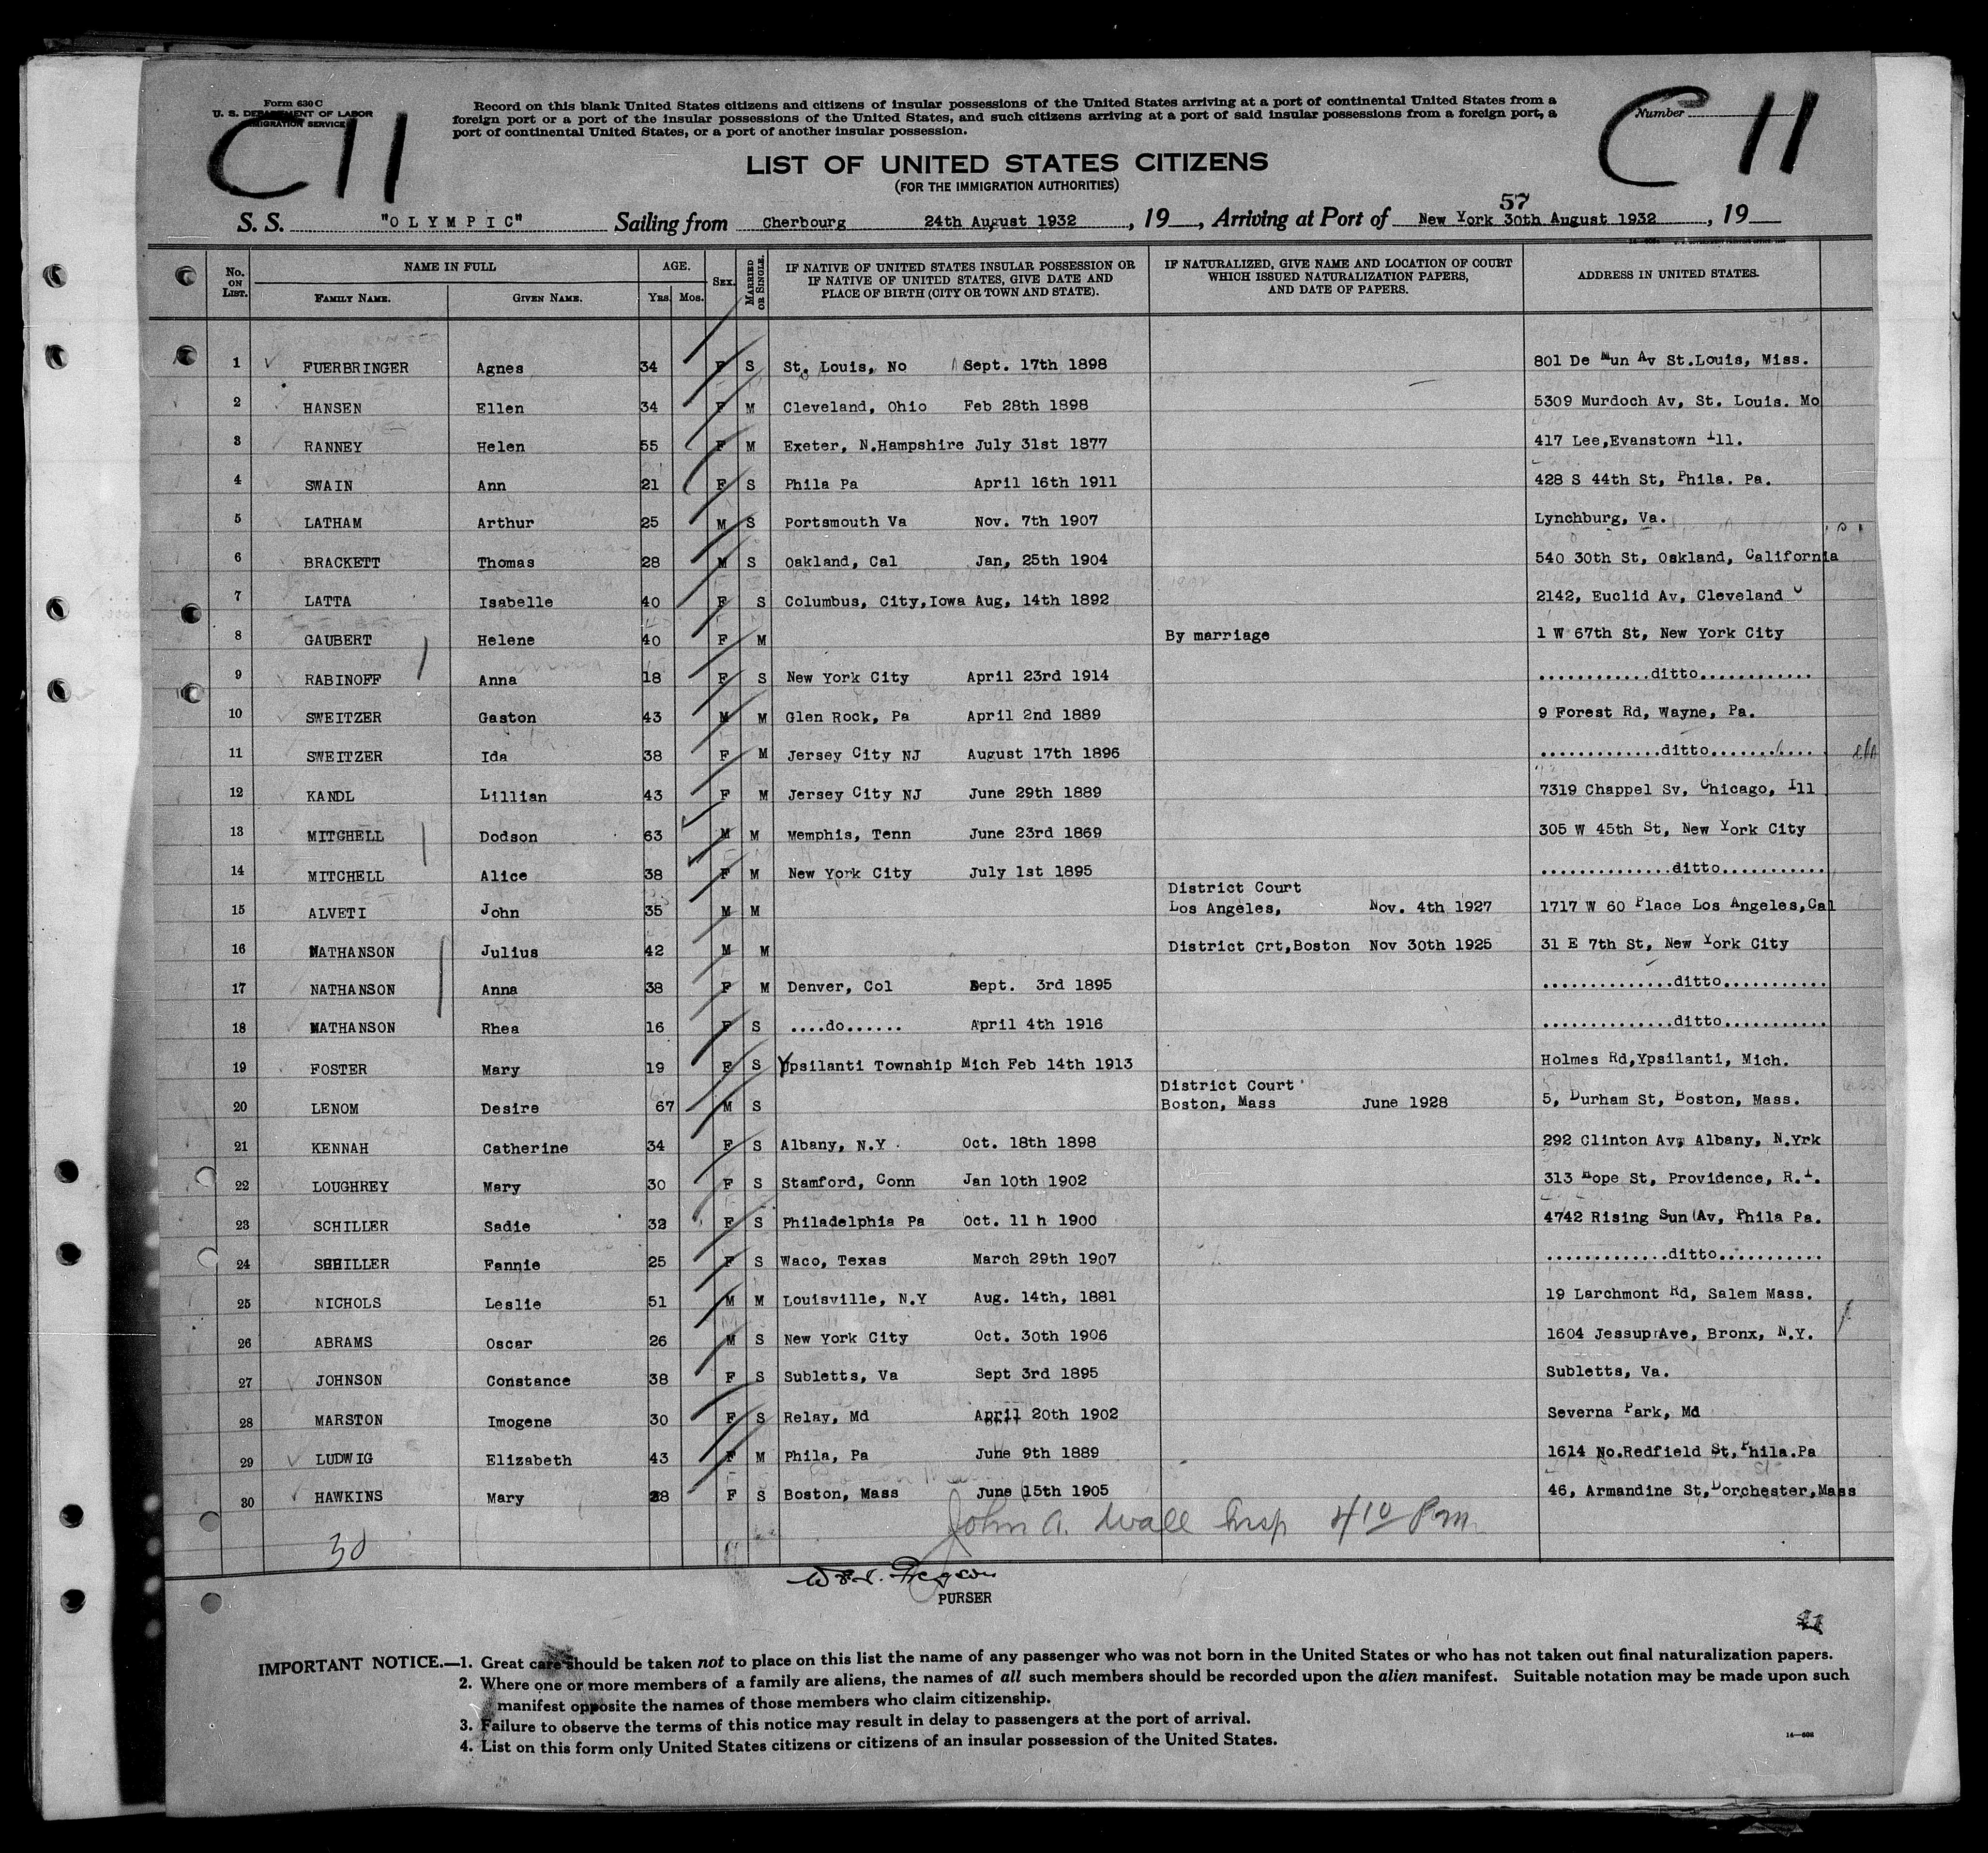 Form 630 C
U. S. DEPARTMENT OF LABOR
IMMIGRATION SERVICE
C11
Record on this blank United States citizens and citizens of insular possessions of the United States arriving at a port of continental United States from a
foreign port or a port of the insular possessions of the United States, and such citizens arriving at a port of said insular possessions from a foreign port, a
port of continental United States, or a port of another insular possession.
Number
C11
LIST OF UNITED STATES CITIZENS
(FOR THE IMMIGRATION AUTHORITIES)
57
S. S. "OLYMPIC" Sailing from Cherbourg 24th August 1932, 19__, Arriving at Port of New York 30th August 1932, 19__
No. ON LIST. NAME IN FULL FAMILY NAME. GIVEN NAME. AGE. Yrs. Mos. SEX. MARRIED OR SINGLE. IF NATIVE OF UNITED STATES INSULAR POSSESSION OR IF NATIVE OF UNITED STATES, GIVE DATE AND PLACE OF BIRTH (CITY OR TOWN AND STATE). IF NATURALIZED, GIVE NAME AND LOCATION OF COURT WHICH ISSUED NATURALIZATION PAPERS, AND DATE OF PAPERS. ADDRESS IN UNITED STATES.
1 FUERBRINGER Agnes 34 F S St. Louis, No Sept. 17th 1898 801 De Mun Av St.Louis, Miss.
2 HANSEN Ellen 34 F M Cleveland, Ohio Feb 28th 1898 5309 Murdoch Av, St. Louis. Mo
3 RANNEY Helen 55 F M Exeter, N.Hampshire July 31st 1877 417 Lee,Evanstown Ill.
4 SWAIN Ann 21 F S Phila Pa April 16th 1911 428 S 44th St, Phila. Pa.
5 LATHAM Arthur 25 M S Portsmouth Va Nov. 7th 1907 Lynchburg, Va.
6 BRACKETT Thomas 28 M S Oakland, Cal Jan, 25th 1904 540 30th St, Oakland, California
7 LATTA Isabelle 40 F S Columbus, City,Iowa Aug, 14th 1892 2142, Euclid Av, Cleveland O
8 GAUBERT Helene 40 F M By marriage 1 W 67th St, New York City
9 RABINOFF Anna 18 F S New York City April 23rd 1914 ............ditto............
10 SWEITZER Gaston 43 M M Glen Rock, Pa April 2nd 1889 9 Forest Rd, Wayne, Pa.
11 SWEITZER Ida 38 F M Jersey City NJ August 17th 1896 .............ditto............
12 KANDL Lillian 43 F M Jersey City NJ June 29th 1889 7319 Chappel Sv, Chicago, Ill
13 MITCHELL Dodson 63 M M Memphis, Tenn June 23rd 1869 305 W 45th St, New York City
14 MITCHELL Alice 38 F M New York City July 1st 1895 ..............ditto...........
15 ALVETI John 35 M M District Court Los Angeles, Nov. 4th 1927 1717 W 60 Place Los Angeles,Cal
16 NATHANSON Julius 42 M M District Crt,Boston Nov 30th 1925 31 E 7th St, New York City
17 NATHANSON Anna 38 F M Denver, Col Sept. 3rd 1895 ..............ditto...........
18 NATHANSON Rhea 16 F S ....do...... April 4th 1916 ..............ditto...........
19 FOSTER Mary 19 F S Ypsilanti Township Mich Feb 14th 1913 Holmes Rd,Ypsilanti, Mich.
20 LENOM Desire 67 M S District Court Boston, Mass June 1928 5, Durham St, Boston, Mass.
21 KENNAH Catherine 34 F S Albany, N.Y Oct. 18th 1898 292 Clinton Av, Albany, N.Yrk
22 LOUGHREY Mary 30 F S Stamford, Conn Jan 10th 1902 313 Hope St, Providence, R.I.
23 SCHILLER Sadie 32 F S Philadelphia Pa Oct. 11 h 1900 4742 Rising Sun Av, Phila Pa.
24 SCHILLER Fannie 25 F S Waco, Texas March 29th 1907 .............ditto...........
25 NICHOLS Leslie 51 M M Louisville, N.Y Aug. 14th, 1881 19 Larchmont Rd, Salem Mass.
26 ABRAMS Oscar 26 M S New York City Oct. 30th 1906 1604 Jessup Ave, Bronx, N.Y.
27 JOHNSON Constance 38 F S Subletts, Va Sept 3rd 1895 Subletts, Va.
28 MARSTON Imogene 30 F S Relay, Md April 20th 1902 Severna Park, Md
29 LUDWIG Elizabeth 43 F M Phila, Pa June 9th 1889 1614 No.Redfield St,Phila.Pa
30 HAWKINS Mary 28 F S Boston, Mass June 15th 1905 46, Armandine St,Dorchester,Mass
30 John A. Wall Insp 4 10 Pm
PURSER
IMPORTANT NOTICE.—1. Great care should be taken not to place on this list the name of any passenger who was not born in the United States or who has not taken out final naturalization papers.
2. Where one or more members of a family are aliens, the names of all such members should be recorded upon the alien manifest. Suitable notation may be made upon such
manifest opposite the names of those members who claim citizenship.
3. Failure to observe the terms of this notice may result in delay to passengers at the port of arrival.
4. List on this form only United States citizens or citizens of an insular possession of the United States.
14—608